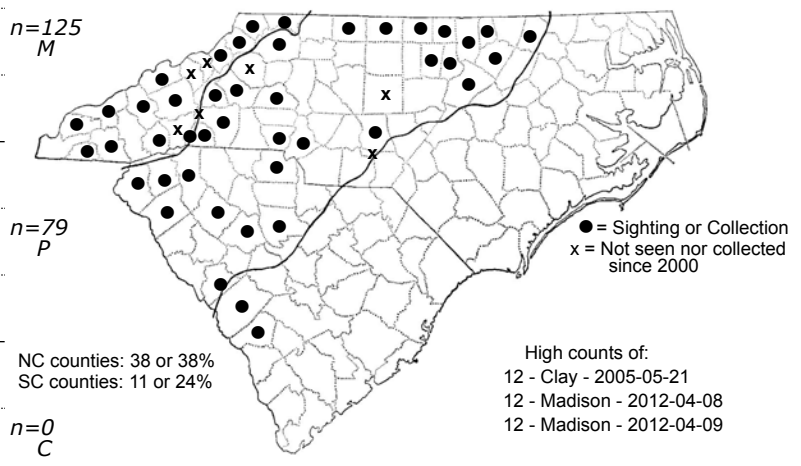 n=125
M
n=79
P
n=0
C
x
x
x
x
x
x
x
● = Sighting or Collection
x = Not seen nor collected
since 2000
NC counties: 38 or 38%
SC counties: 11 or 24%
High counts of:
12 - Clay - 2005-05-21
12 - Madison - 2012-04-08
12 - Madison - 2012-04-09